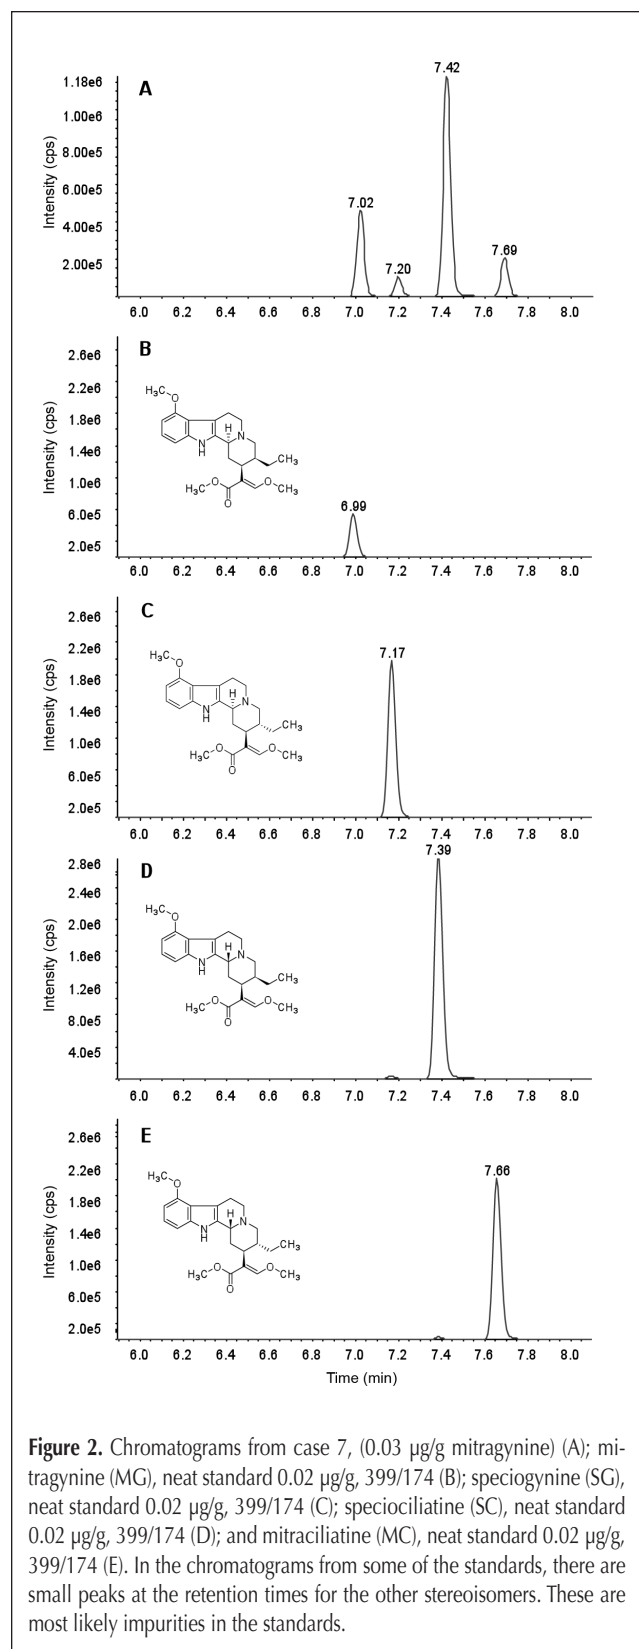 A
Intensity (cps)
1.18e6
1.00e6
8.00e5
6.00e5
4.00e5
2.00e5
7.02
7.20
7.42
7.69
6.0 6.2 6.4 6.6 6.8 7.0 7.2 7.4 7.6 7.8 8.0
B
Intensity (cps)
2.6e6
2.2e6
1.8e6
1.4e6
1.0e6
6.0e5
2.0e5
H₃C
O
H
N
N
H
CH₃
H₃C O O CH₃
O
6.99
6.0 6.2 6.4 6.6 6.8 7.0 7.2 7.4 7.6 7.8 8.0
C
Intensity (cps)
2.6e6
2.2e6
1.8e6
1.4e6
1.0e6
6.0e5
2.0e5
H₃C
O
H
N
N
H
CH₃
H₃C O O CH₃
O
7.17
6.0 6.2 6.4 6.6 6.8 7.0 7.2 7.4 7.6 7.8 8.0
D
Intensity (cps)
2.8e6
2.4e6
2.0e6
1.6e6
1.2e6
8.0e5
4.0e5
H₃C
O
H
N
N
H
CH₃
H₃C O O CH₃
O
7.39
6.0 6.2 6.4 6.6 6.8 7.0 7.2 7.4 7.6 7.8 8.0
E
Intensity (cps)
2.6e6
2.2e6
1.8e6
1.4e6
1.0e6
6.0e5
2.0e5
H₃C
O
H
N
N
H
CH₃
H₃C O O CH₃
O
7.66
6.0 6.2 6.4 6.6 6.8 7.0 7.2 7.4 7.6 7.8 8.0
Time (min)
Figure 2. Chromatograms from case 7, (0.03 µg/g mitragynine) (A); mi-
tragynine (MG), neat standard 0.02 µg/g, 399/174 (B); speciogynine (SG),
neat standard 0.02 µg/g, 399/174 (C); speciociliatine (SC), neat standard
0.02 µg/g, 399/174 (D); and mitraciliatine (MC), neat standard 0.02 µg/g,
399/174 (E). In the chromatograms from some of the standards, there are
small peaks at the retention times for the other stereoisomers. These are
most likely impurities in the standards.